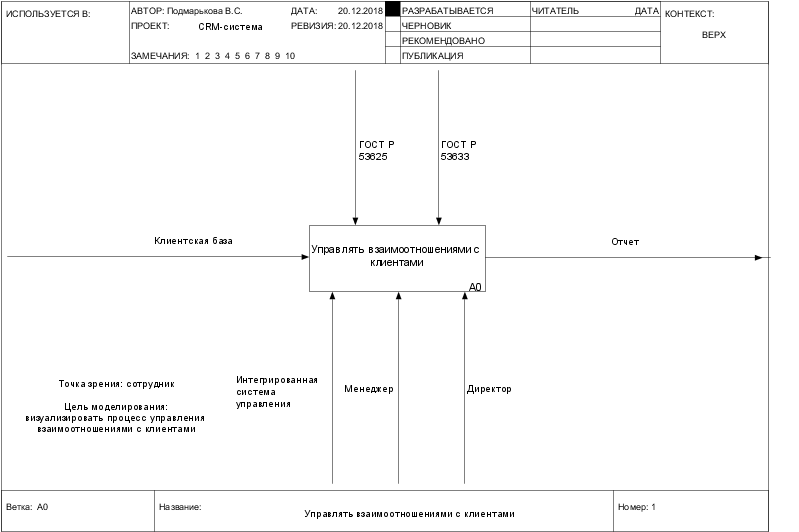 ИСПОЛЬЗУЕТСЯ В:
АВТОР: Подмарькова В.С.
ДАТА: 20.12.2018
РАЗРАБАТЫВАЕТСЯ
ЧИТАТЕЛЬ
ДАТА
КОНТЕКСТ:
ПРОЕКТ: CRM-система
РЕВИЗИЯ: 20.12.2018
ЧЕРНОВИК
РЕКОМЕНДОВАНО
ВЕРХ
ЗАМЕЧАНИЯ: 1 2 3 4 5 6 7 8 9 10
ПУБЛИКАЦИЯ
ГОСТ Р
53625
ГОСТ Р
53633
Клиентская база
Управлять взаимоотношениями с
клиентами
A0
Отчет
Точка зрения: сотрудник
Цель моделирования:
визуализировать процесс управления
взаимоотношениями с клиентами
Интегрированная
система
управления
Менеджер
Директор
Ветка: A0
Название:
Управлять взаимоотношениями с клиентами
Номер: 1